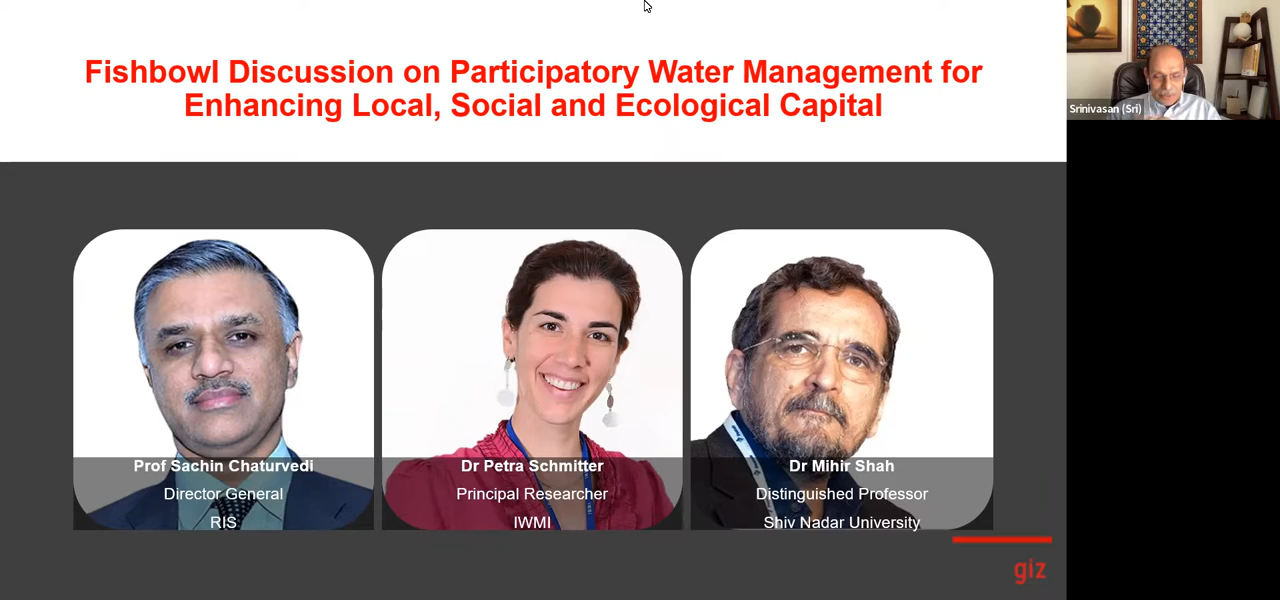 Fishbowl Discussion on Participatory Water Management for
Enhancing Local, Social and Ecological Capital
Srinivasan (Sri)
Prof Sachin Chaturvedi
Director General
RIS
Dr Petra Schmitter
Principal Researcher
IWMI
Dr Mihir Shah
Distinguished Professor
Shiv Nadar University
giz